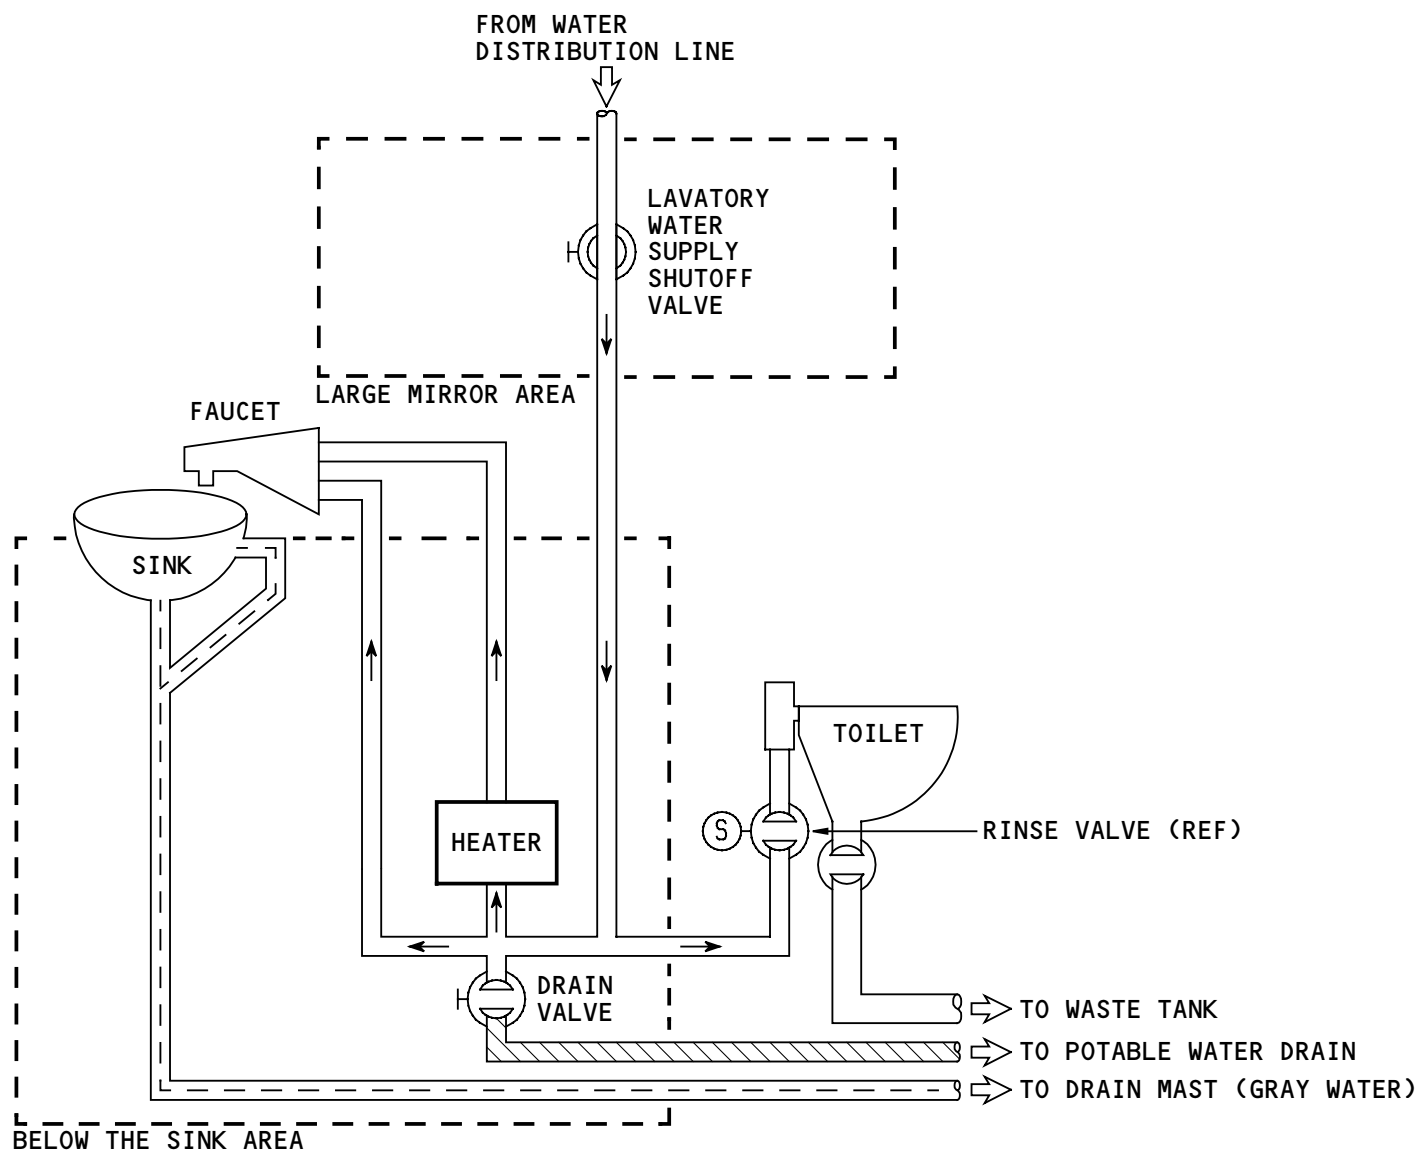 FROM WATER
DISTRIBUTION LINE
LAVATORY
WATER
SUPPLY
SHUTOFF
VALVE
LARGE MIRROR AREA
FAUCET
SINK
TOILET
S
RINSE VALVE (REF)
HEATER
DRAIN
VALVE
TO WASTE TANK
TO POTABLE WATER DRAIN
TO DRAIN MAST (GRAY WATER)
BELOW THE SINK AREA